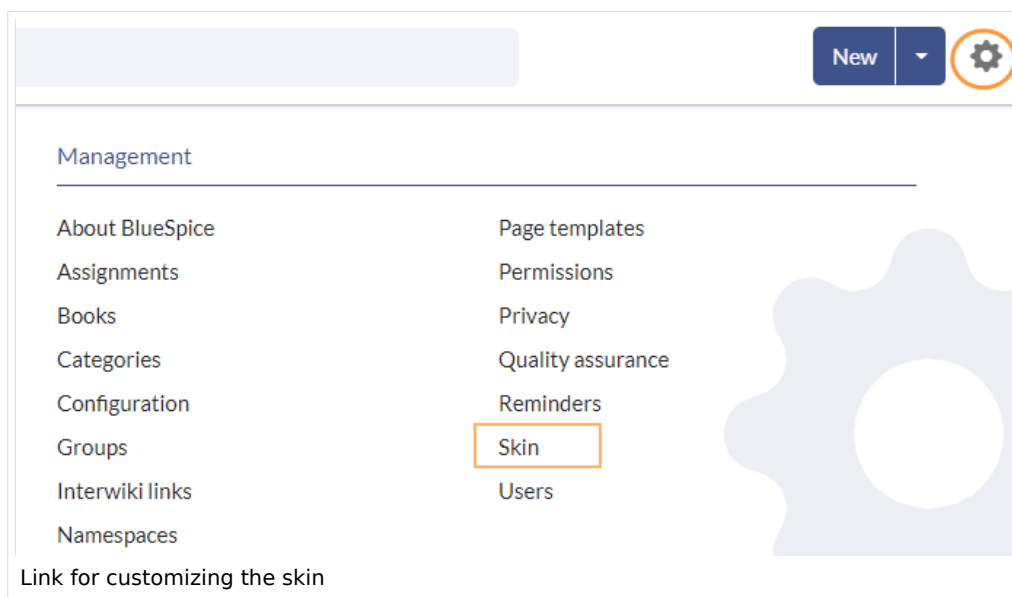 New
Management
About BlueSpice
Assignments
Books
Categories
Configuration
Groups
Interwiki links
Namespaces
Page templates
Permissions
Privacy
Quality assurance
Reminders
Skin
Users
Link for customizing the skin